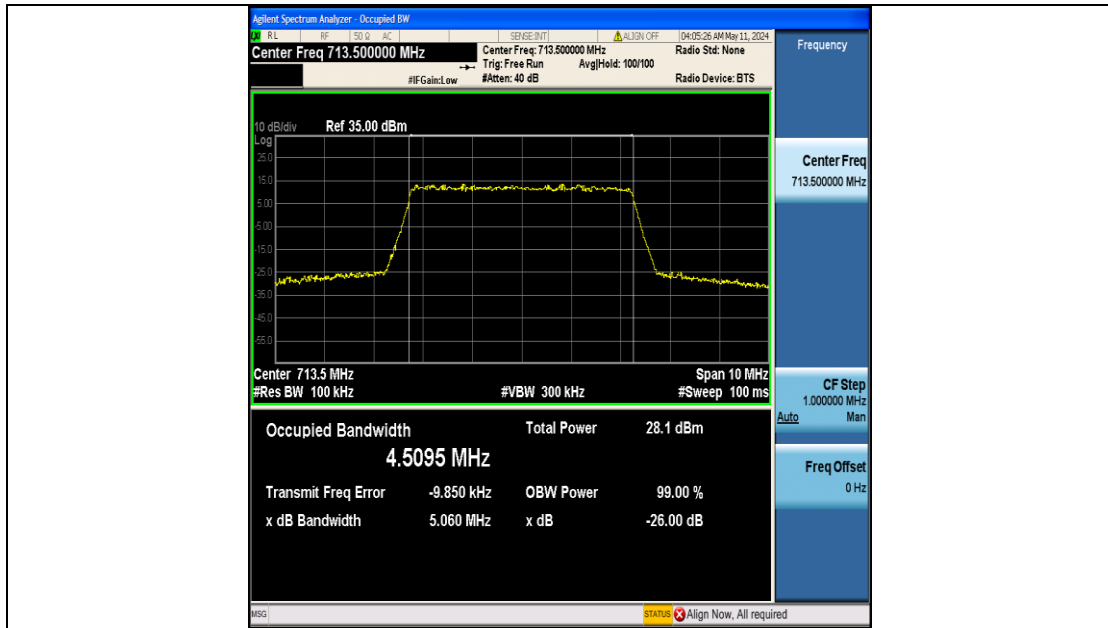 Agilent Spectrum Analyzer - Occupied BW
RL RF 50 Ω AC SENSE:INT ALIGN OFF 04:05:26 AM May 11, 2024
Center Freq 713.500000 MHz
Center Freq: 713.500000 MHz Radio Std: None
Trig: Free Run Avg|Hold: 100/100
#IFGain:Low #Atten: 40 dB Radio Device: BTS
Frequency
10 dB/div Ref 35.00 dBm
Log
25.0
15.0
5.00
-5.00
-15.0
-25.0
-35.0
-45.0
-55.0
Center 713.5 MHz Span 10 MHz
#Res BW 100 kHz #VBW 300 kHz #Sweep 100 ms
Center Freq
713.500000 MHz
CF Step
1.000000 MHz
Auto Man
Freq Offset
0 Hz
Occupied Bandwidth Total Power 28.1 dBm
4.5095 MHz
Transmit Freq Error -9.850 kHz OBW Power 99.00 %
x dB Bandwidth 5.060 MHz x dB -26.00 dB
MSG STATUS Align Now, All required